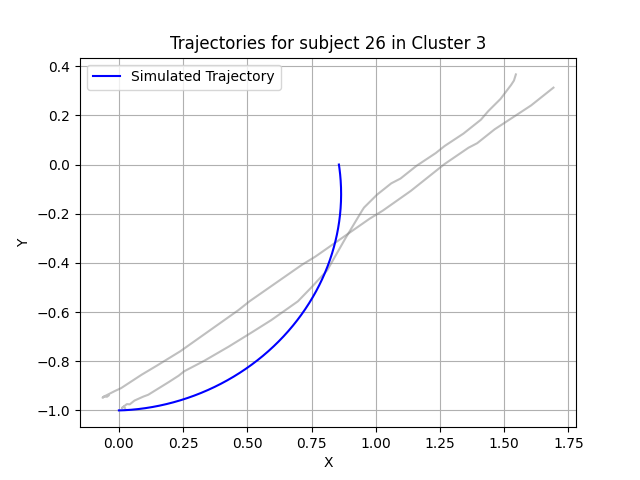 Trajectories for subject 26 in Cluster 3
Simulated Trajectory
Y
0.4
0.2
0.0
−0.2
−0.4
−0.6
−0.8
−1.0
0.00 0.25 0.50 0.75 1.00 1.25 1.50 1.75
X